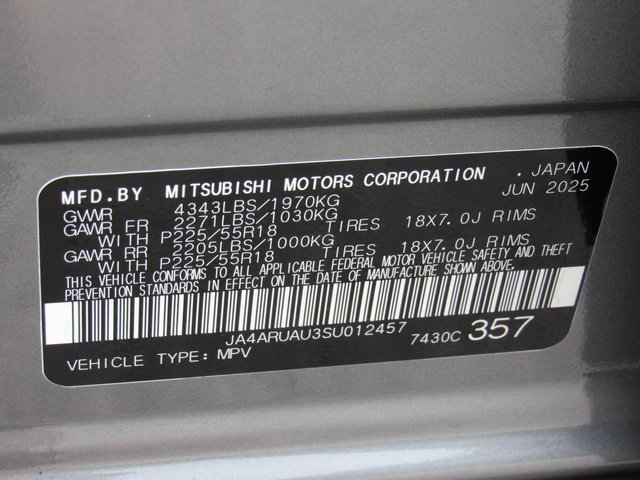 MFD.BY MITSUBISHI MOTORS CORPORATION . JAPAN
GVWR 4343LBS/1970KG JUN 2025
GAWR FR 2271LBS/1030KG
WITH P225/55R18 TIRES 18X7.0J RIMS
GAWR RR 2205LBS/1000KG
WITH P225/55R18 TIRES 18X7.0J RIMS
THIS VEHICLE CONFORMS TO ALL APPLICABLE FEDERAL MOTOR VEHICLE SAFETY AND THEFT
PREVENTION STANDARDS IN EFFECT ON THE DATE OF MANUFACTURE SHOWN ABOVE.
JA4ARUAU3SU012457 7430C 357
VEHICLE TYPE: MPV